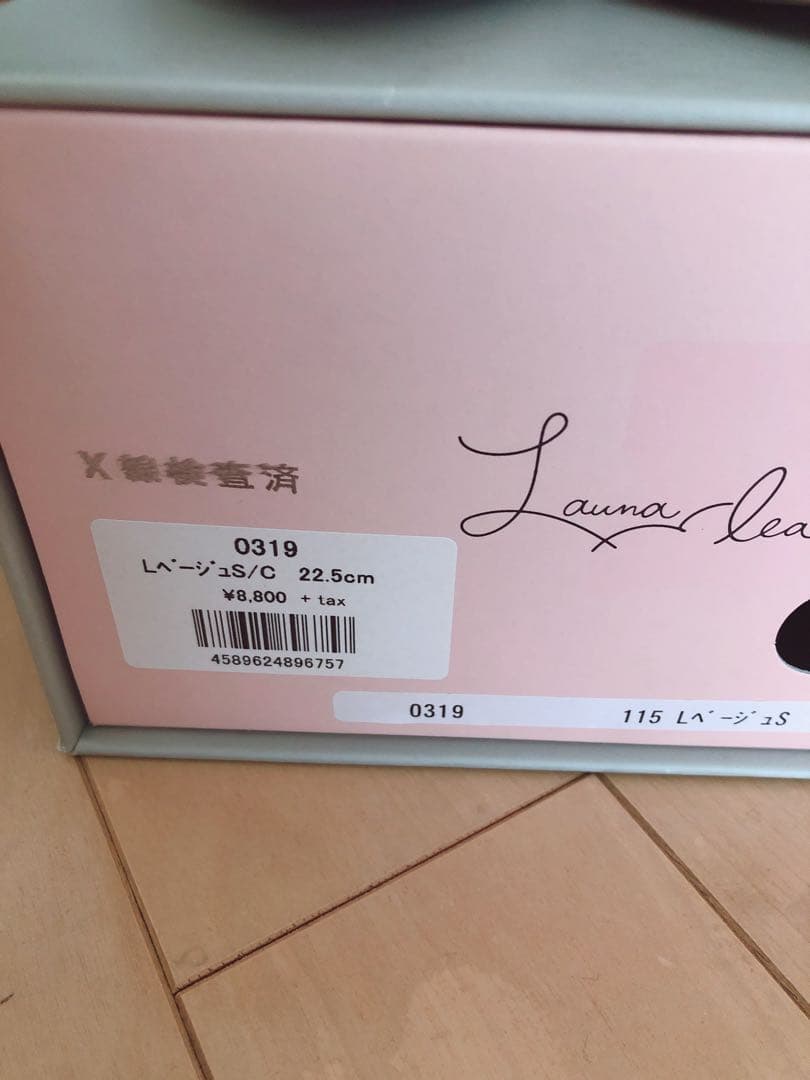 X線検査済
Launa lea
0319
LベージュS/C 22.5cm
¥8,800 + tax
4589624896757
0319 115 LベージュS